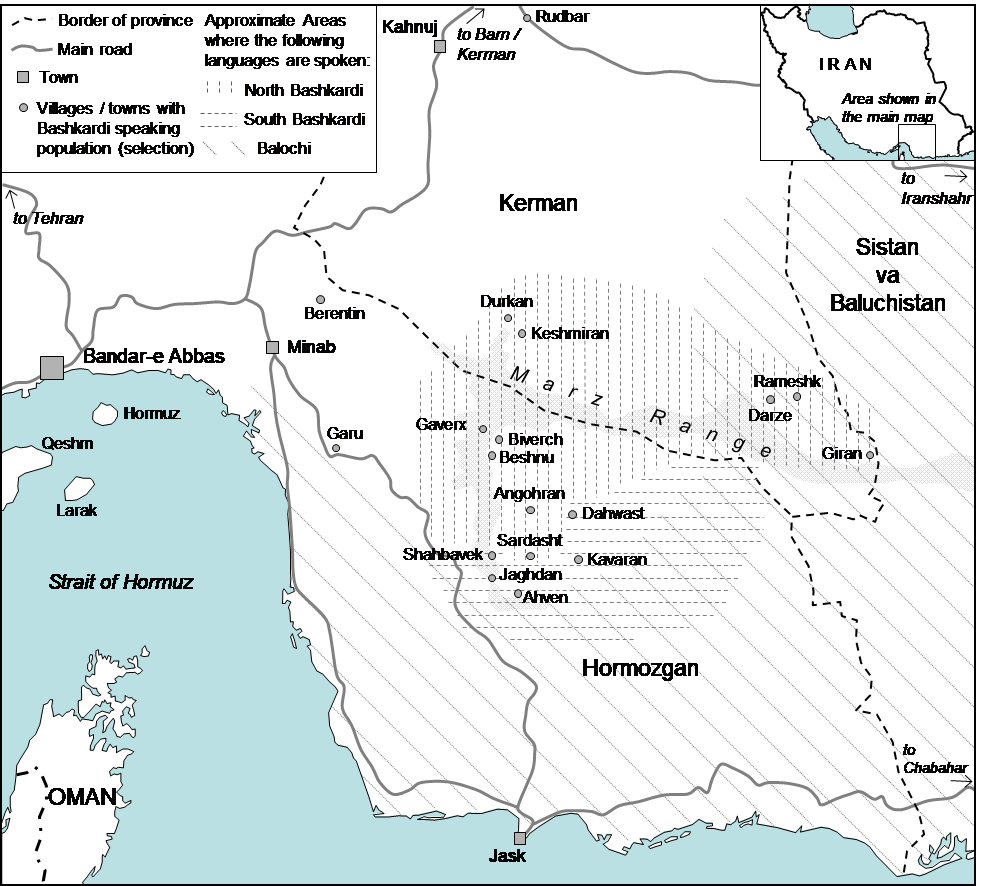 Border of province
Main road
Town
Villages / towns with
Bashkardi speaking
population (selection)
Approximate Areas
where the following
languages are spoken:
North Bashkardi
South Bashkardi
Balochi
Kahnuj
to Barn /
Kerman
Rudbar
IRAN
Area shown in
the main map
to
Iranshahr
to Tehran
Kerman
Sistan
va
Baluchistan
Berentin
Durkan
Keshmiran
Minab
Bandar-e Abbas
Marz Range
Rameshk
Darze
Hormuz
Gaverx
Garu
Biverch
Beshnu
Giran
Qeshm
Larak
Angohran
Dahwast
Sardasht
Shahbavek
Kavaran
Jaghdan
Ahven
Strait of Hormuz
Hormozgan
to
Chabahar
OMAN
Jask